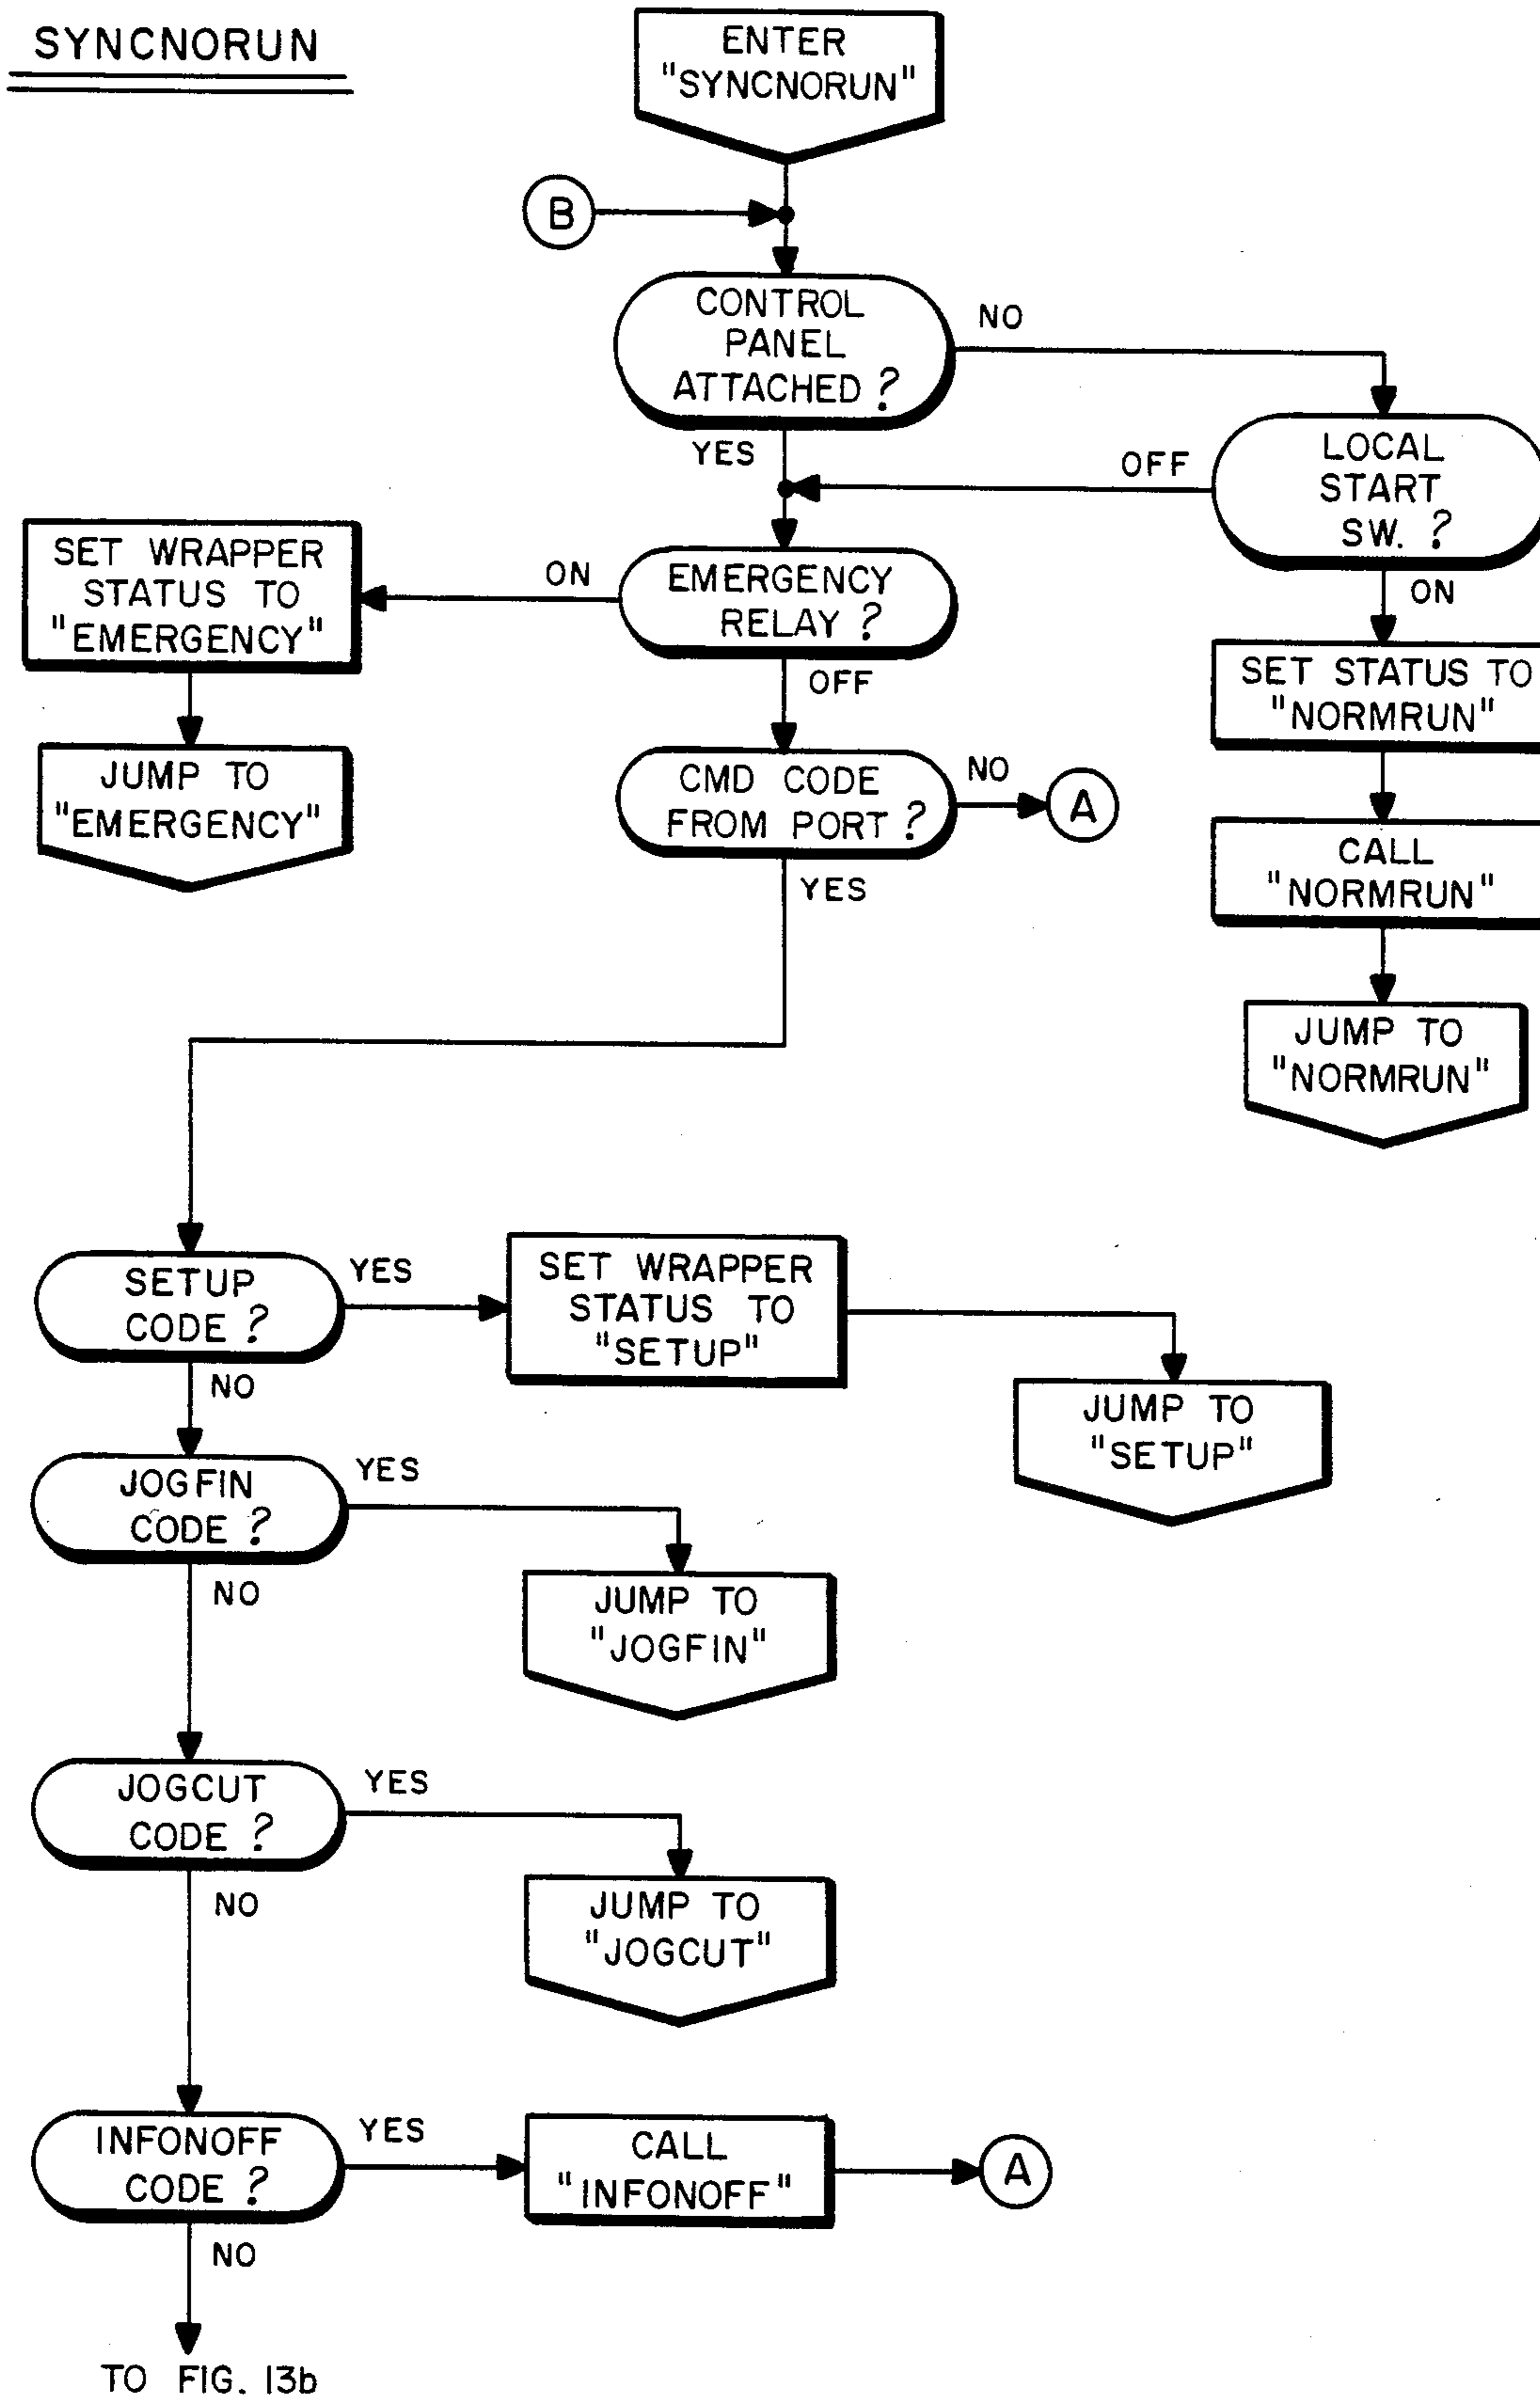 SYNCNORUN
ENTER
"SYNCNORUN"
B
CONTROL
PANEL
ATTACHED ?
NO
YES
LOCAL
START
SW. ?
OFF
ON
SET WRAPPER
STATUS TO
"EMERGENCY"
ON
EMERGENCY
RELAY ?
OFF
SET STATUS TO
"NORMRUN"
JUMP TO
"EMERGENCY"
CMD CODE
FROM PORT ?
NO
A
YES
CALL
"NORMRUN"
JUMP TO
"NORMRUN"
SETUP
CODE ?
YES
SET WRAPPER
STATUS TO
"SETUP"
NO
JUMP TO
"SETUP"
JOGFIN
CODE ?
YES
NO
JUMP TO
"JOGFIN"
JOGCUT
CODE ?
YES
NO
JUMP TO
"JOGCUT"
INFONOFF
CODE ?
YES
CALL
"INFONOFF"
A
NO
TO FIG. 13b